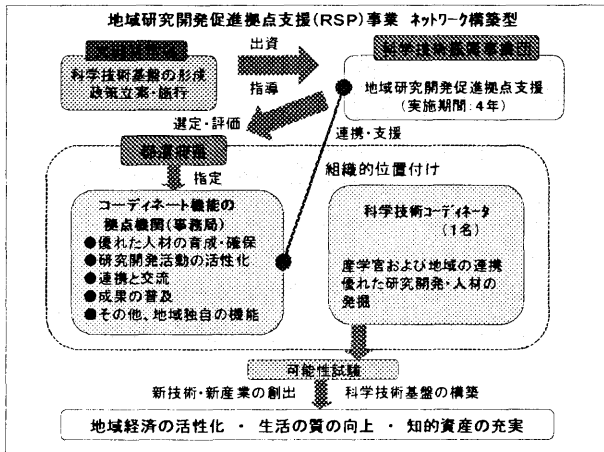 地域研究開発促進拠点支援(RSP)事業 ネットワーク構築型
出資
指導
科学技術基盤の形成
政策立案・施行
地域研究開発促進拠点支援
(実施期間:4年)
選定・評価
連携・支援
都道府県
指定
組織的位置付け
コーディネート機能の
拠点機関(事務局)
●優れた人材の育成・確保
●研究開発活動の活性化
●連携と交流
●成果の普及
●その他、地域独自の機能
科学技術コーディネータ
(1名)
産学官および地域の連携
優れた研究開発・人材の
発掘
可能性試験
新技術・新産業の創出
科学技術基盤の構築
地域経済の活性化 ・ 生活の質の向上 ・ 知的資産の充実